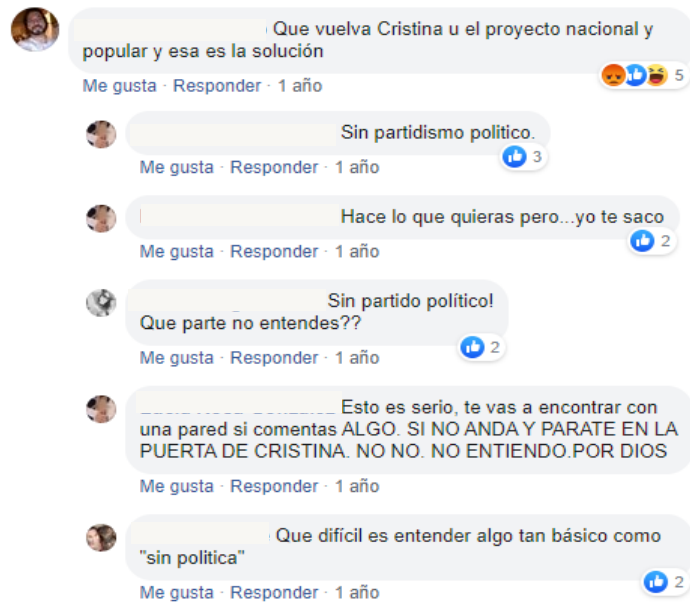 Que vuelva Cristina u el proyecto nacional y
popular y esa es la solución
5
Me gusta · Responder · 1 año
Sin partidismo politico.
3
Me gusta · Responder · 1 año
Hace lo que quieras pero...yo te saco
2
Me gusta · Responder · 1 año
Sin partido político!
Que parte no entendes??
2
Me gusta · Responder · 1 año
Esto es serio, te vas a encontrar con
una pared si comentas ALGO. SI NO ANDA Y PARATE EN LA
PUERTA DE CRISTINA. NO NO. NO ENTIENDO.POR DIOS
Me gusta · Responder · 1 año
Que difícil es entender algo tan básico como
"sin politica"
2
Me gusta · Responder · 1 año